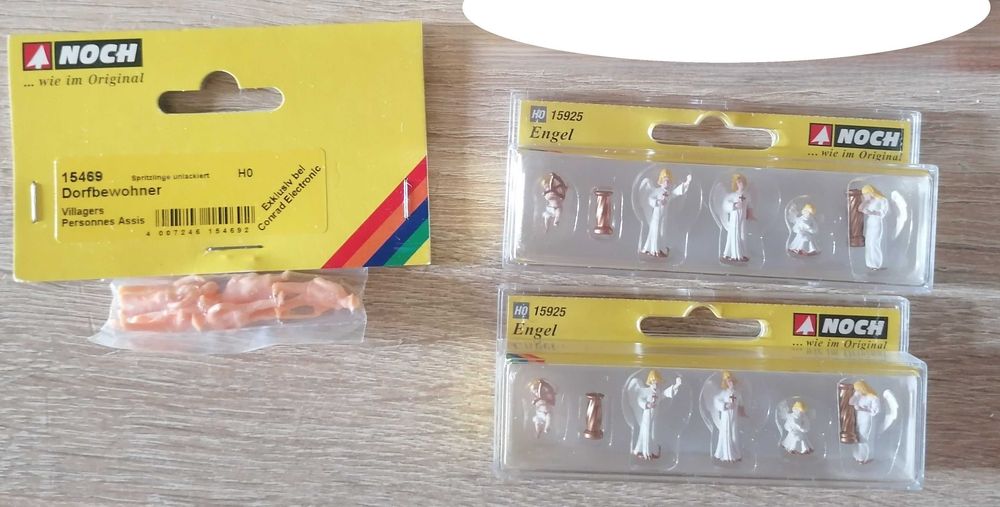 NOCH
... wie im Original
15469 Spritzlinge unlackiert H0
Dorfbewohner
Villagers
Personnes Assis
4 007246 154692
Exklusiv bei
Conrad Electronic
H0 15925
Engel
NOCH
... wie im Original
H0 15925
Engel
NOCH
... wie im Original